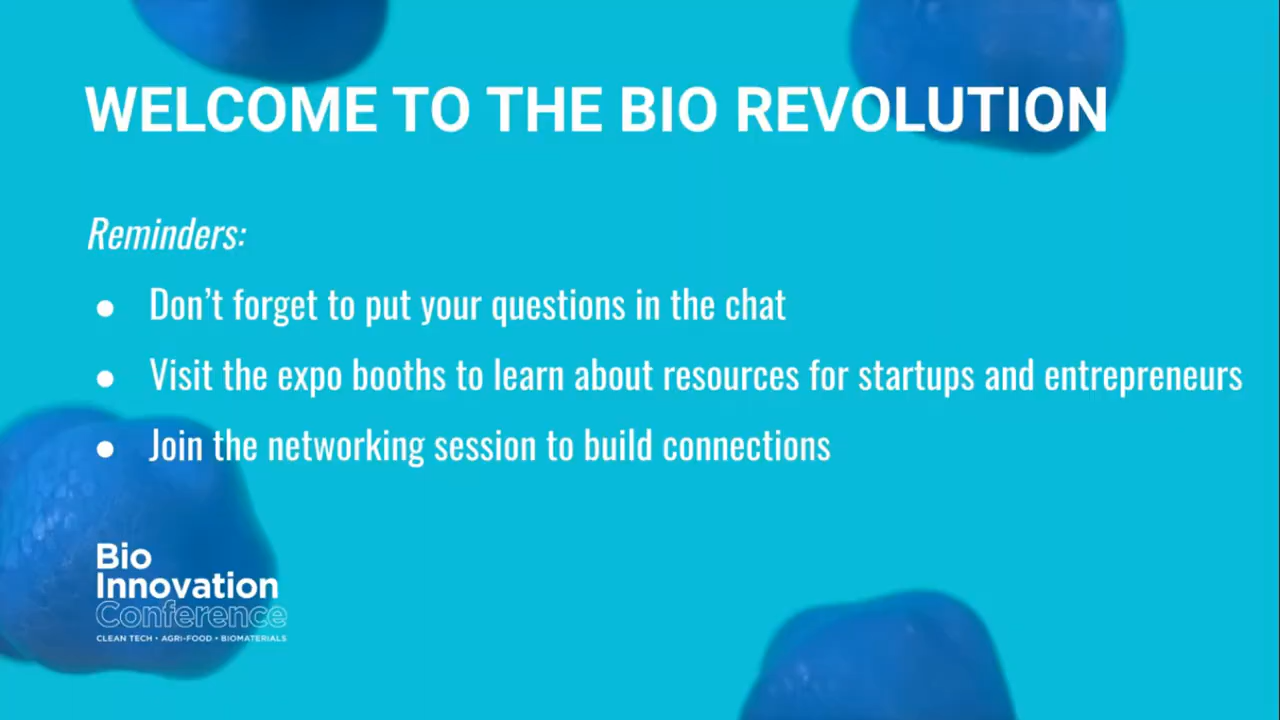 WELCOME TO THE BIO REVOLUTION
Reminders:
● Don’t forget to put your questions in the chat
● Visit the expo booths to learn about resources for startups and entrepreneurs
● Join the networking session to build connections
Bio
Innovation
Conference
CLEAN TECH • AGRI-FOOD • BIOMATERIALS